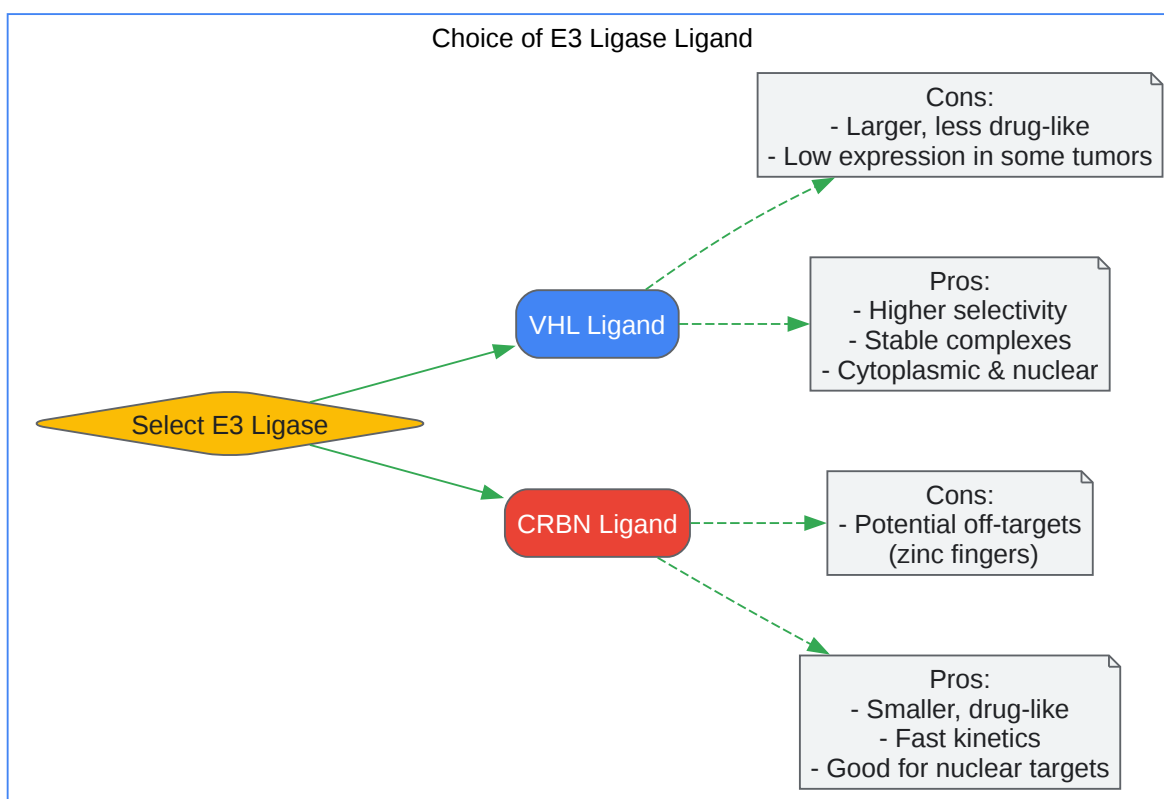 Choice of E3 Ligase Ligand
Cons:
- Larger, less drug-like
- Low expression in some tumors
Pros:
- Higher selectivity
- Stable complexes
- Cytoplasmic & nuclear
VHL Ligand
Select E3 Ligase
CRBN Ligand
Cons:
- Potential off-targets
(zinc fingers)
Pros:
- Smaller, drug-like
- Fast kinetics
- Good for nuclear targets